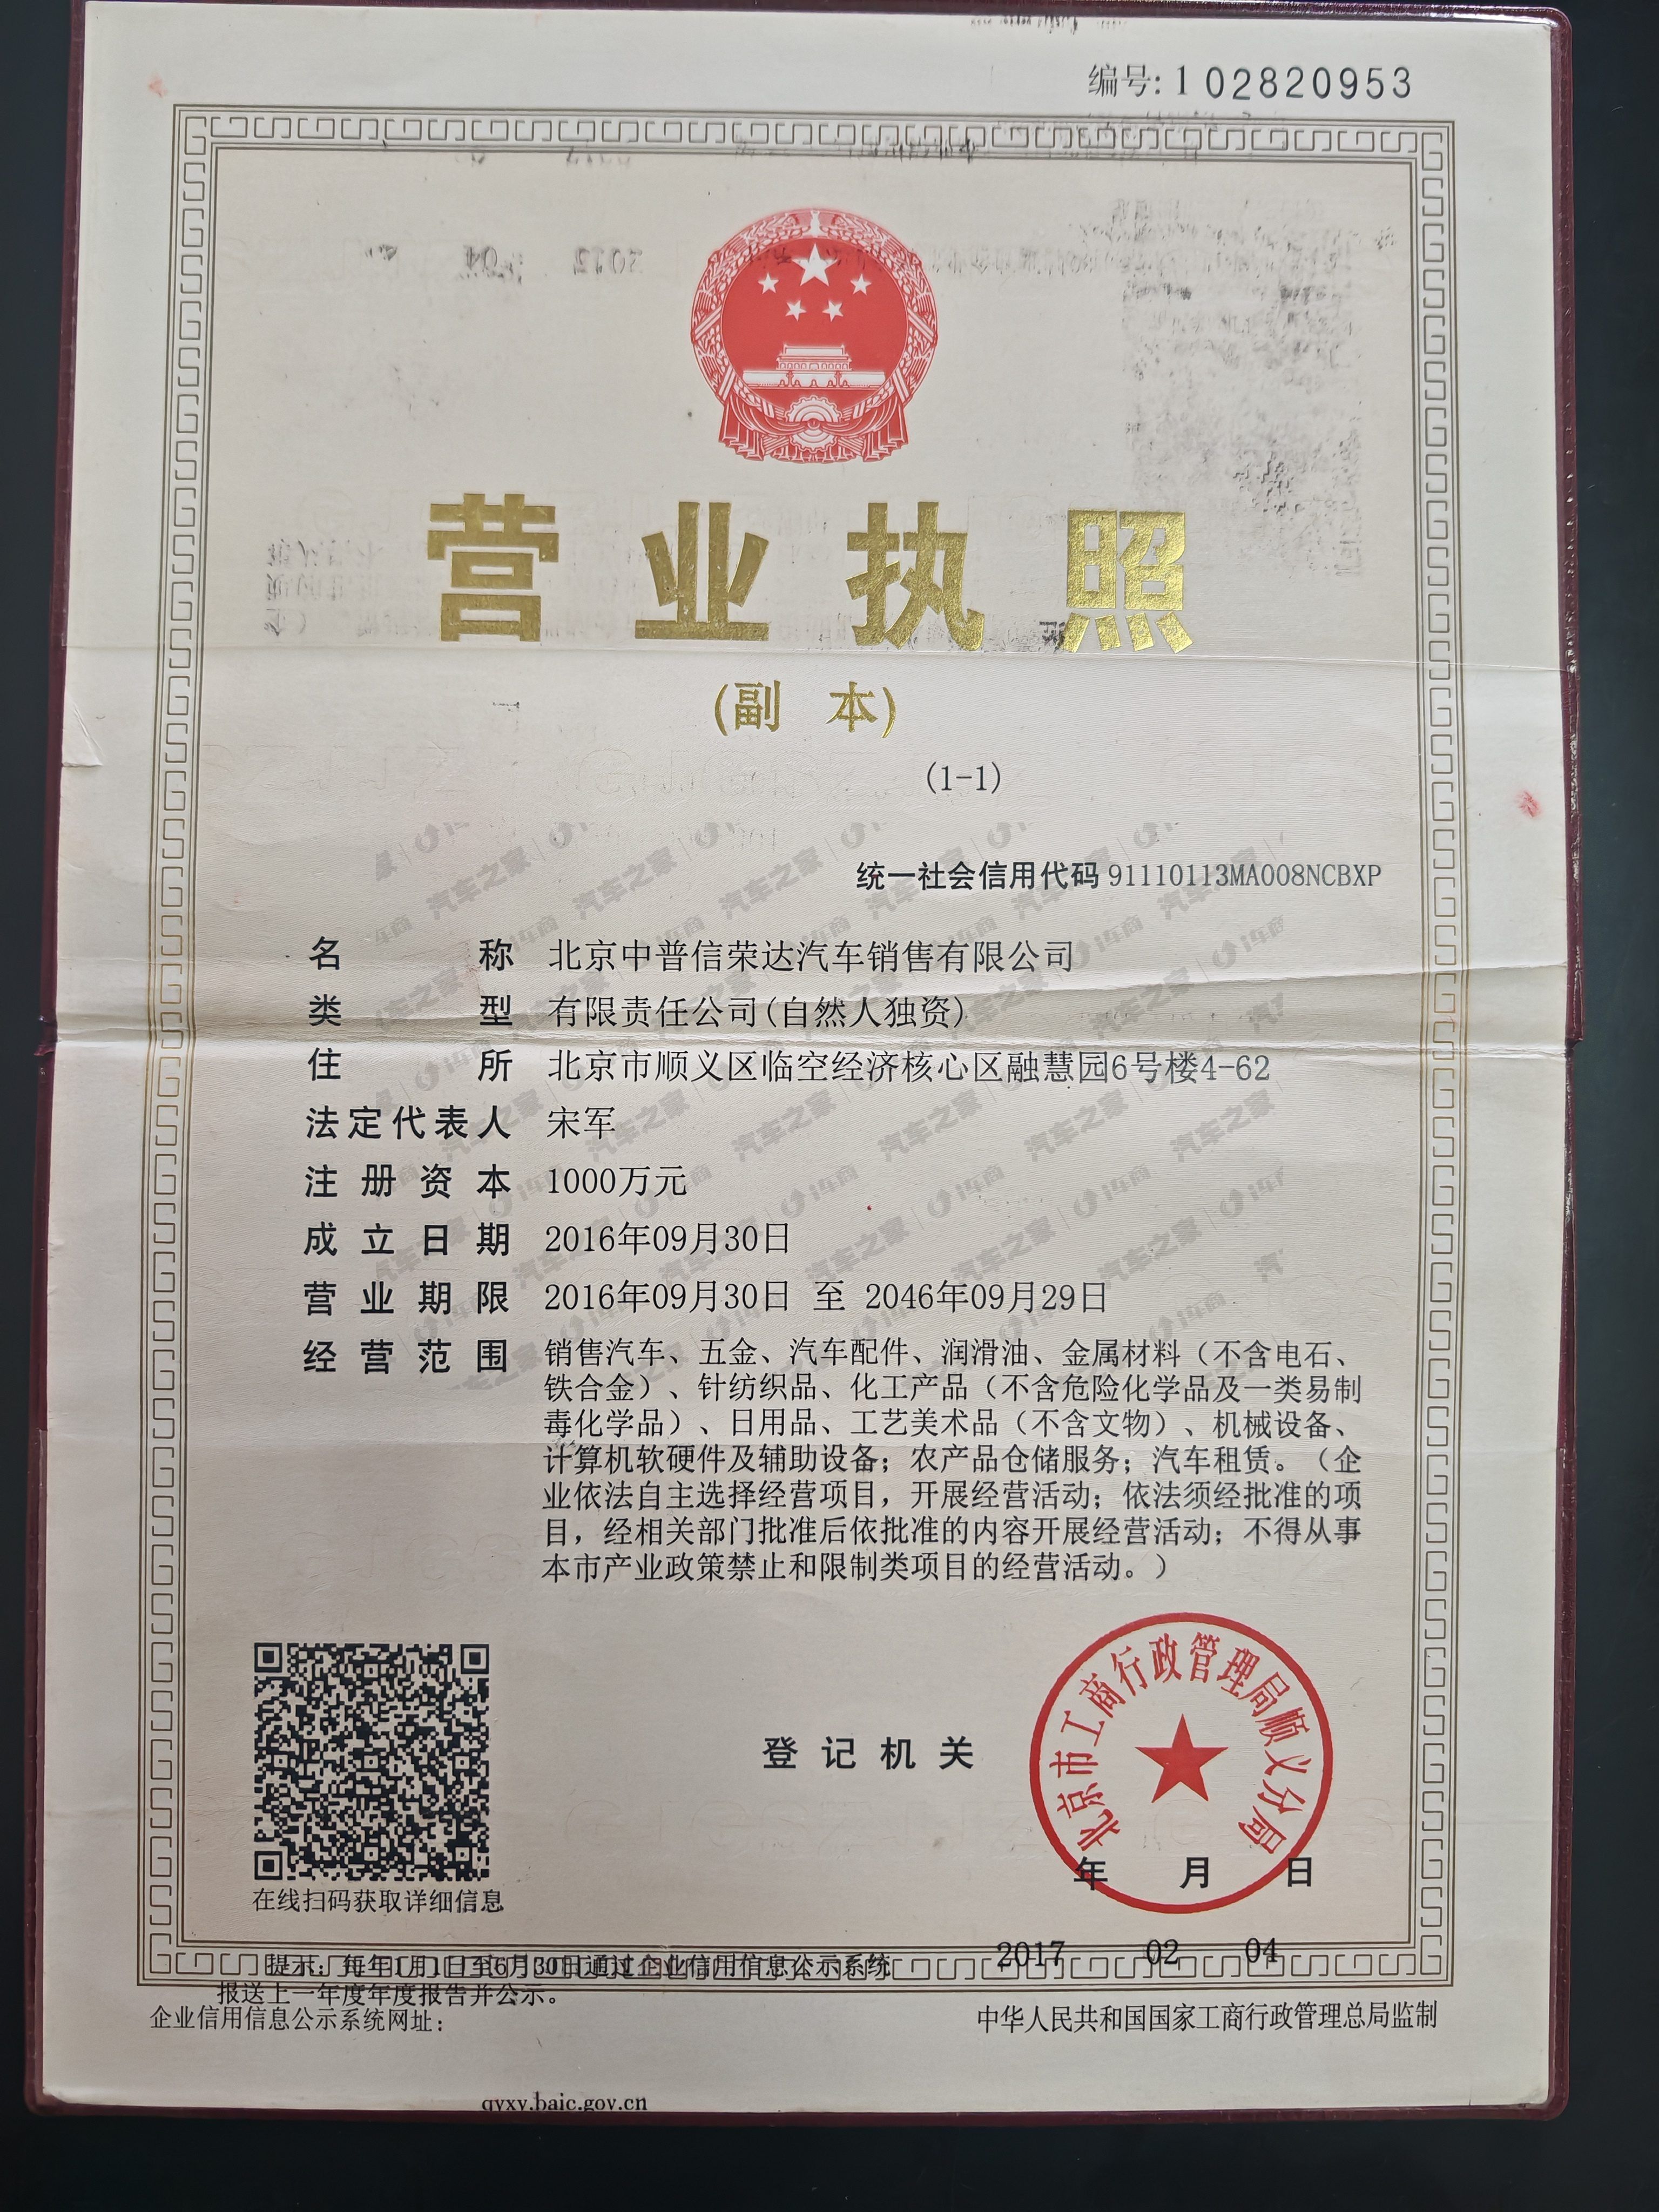 编号: 1 02820953
营业执照
(副 本)
(1-1)
统一社会信用代码 91110113MA008NCBXP
名 称 北京中普信荣达汽车销售有限公司
类 型 有限责任公司(自然人独资)
住 所 北京市顺义区临空经济核心区融慧园6号楼4-62
法定代表人 宋军
注册资本 1000万元
成立日期 2016年09月30日
营业期限 2016年09月30日 至 2046年09月29日
经营范围 销售汽车、五金、汽车配件、润滑油、金属材料（不含电石、
铁合金）、针纺织品、化工产品（不含危险化学品及一类易制
毒化学品）、日用品、工艺美术品（不含文物）、机械设备、
计算机软硬件及辅助设备；农产品仓储服务；汽车租赁。（企
业依法自主选择经营项目，开展经营活动；依法须经批准的项
目，经相关部门批准后依批准的内容开展经营活动；不得从事
本市产业政策禁止和限制类项目的经营活动。）
登记机关
北京市工商行政管理局顺义分局
年 月 日
在线扫码获取详细信息
2017 02 04
提示：每年1月1日至6月30日通过企业信用信息公示系统
报送上一年度年度报告并公示。
企业信用信息公示系统网址：
中华人民共和国国家工商行政管理总局监制
qyxy.baic.gov.cn
汽车之家 i车商